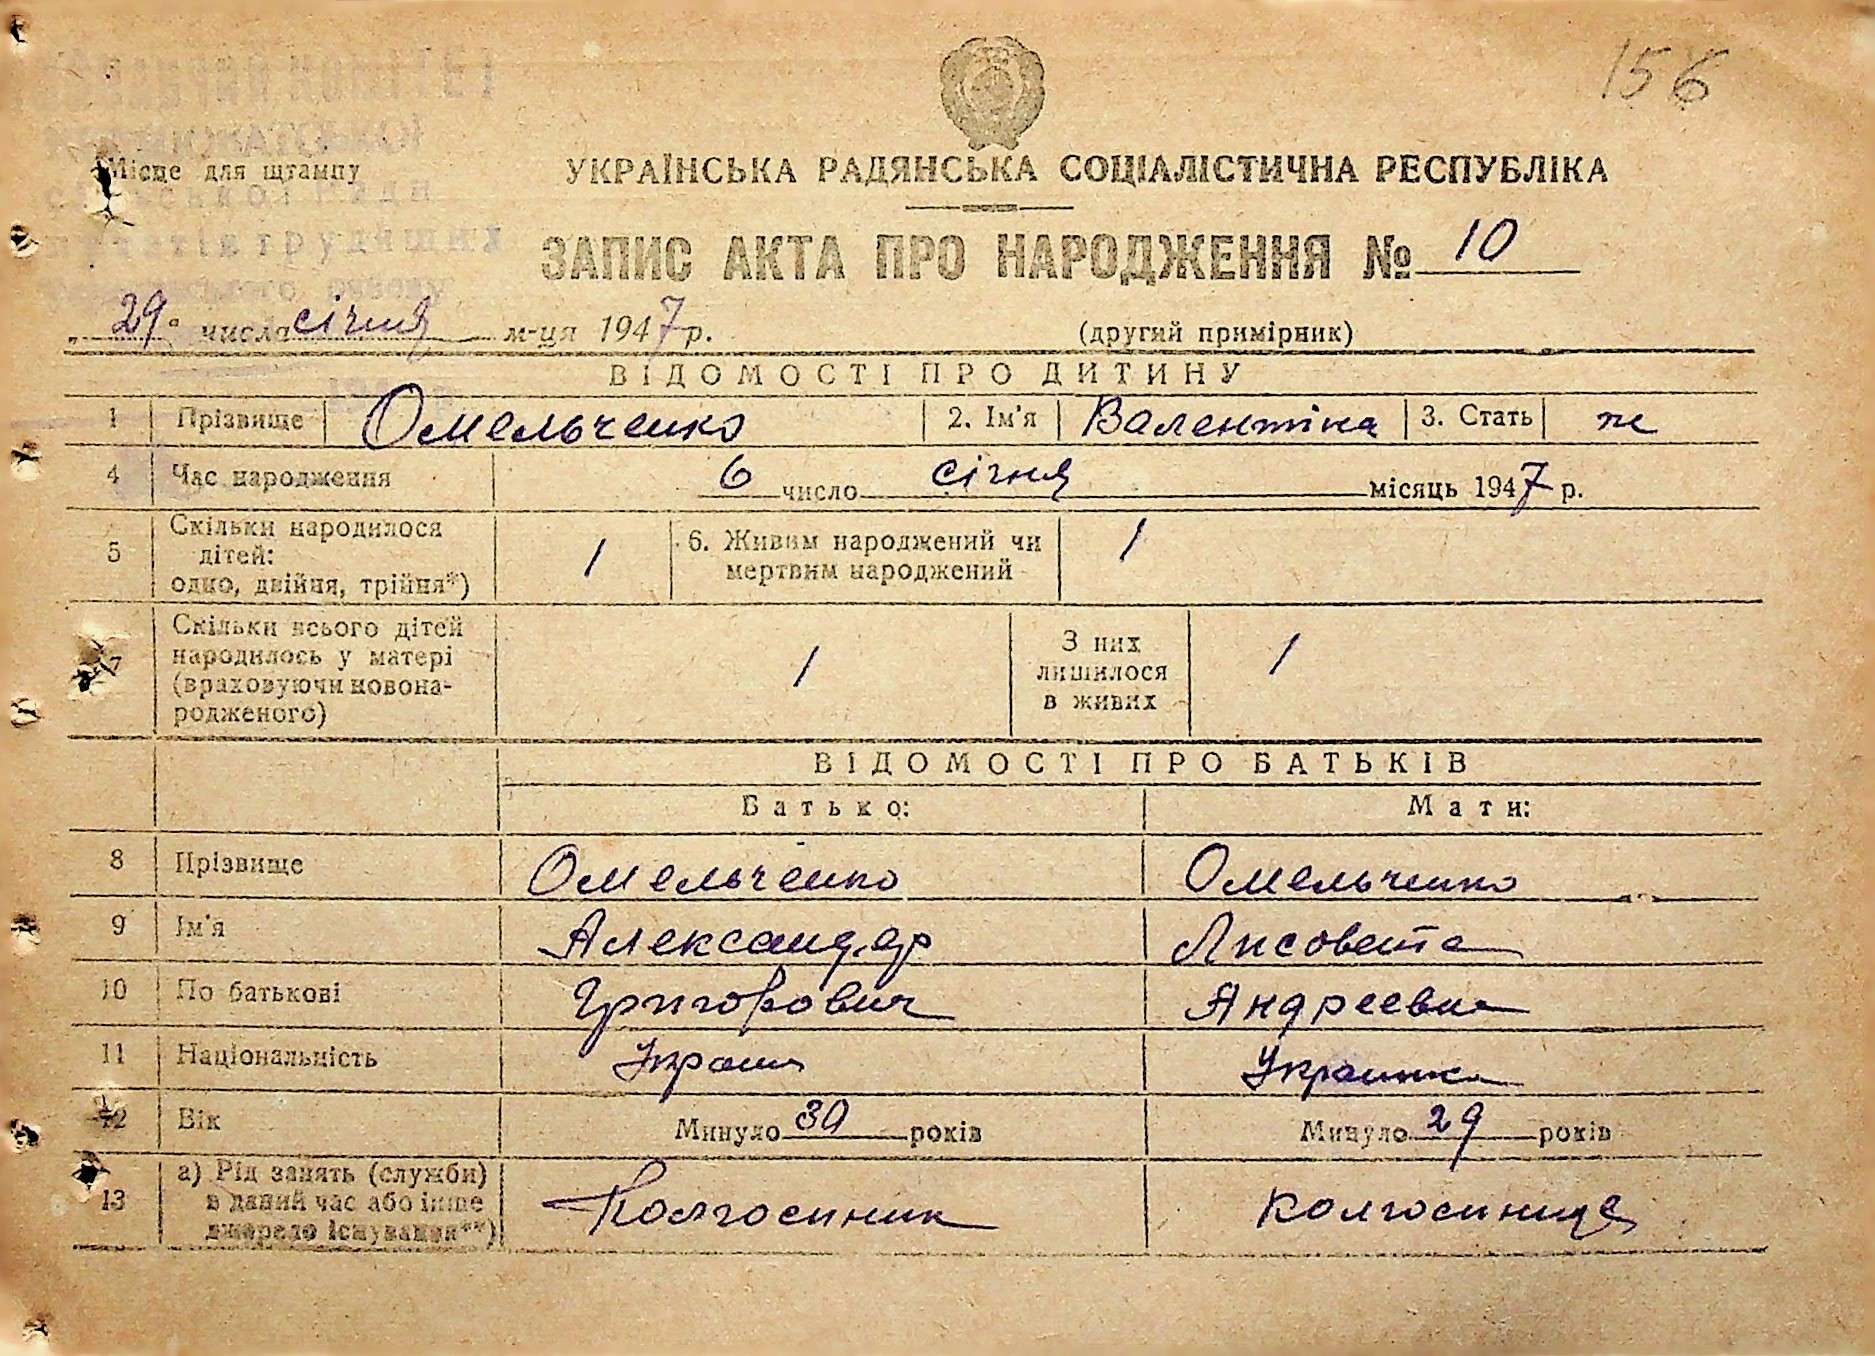 156
Місце для штампу
УКРАЇНСЬКА РАДЯНСЬКА СОЦІАЛІСТИЧНА РЕСПУБЛІКА
ЗАПИС АКТА ПРО НАРОДЖЕННЯ № 10
„ 29 " числа січня м-ця 1947 р. (другий примірник)
ВІДОМОСТІ ПРО ДИТИНУ
1 Прізвище Омельченко 2. Ім'я Валентіна 3. Стать ж
4 Час народження 6 число січня місяць 1947 р.
5 Скільки народилося
дітей:
одно, двійня, трійня*) 1 6. Живим народжений чи
мертвим народжений 1
7 Скільки всього дітей
народилось у матері
(враховуючи новона-
родженого) 1 З них
лишилося
в живих 1
ВІДОМОСТІ ПРО БАТЬКІВ
Батько: Мати:
8 Прізвище Омельченко Омельченко
9 Ім'я Александр Лисовета
10 По батькові Григорович Андреевна
11 Національність Украинка
12 Вік Минуло 30 років Минуло 29 років
13 а) Рід занять (служби)
в даний час або інше
джерело існування**) Колгоспник колгоспниця